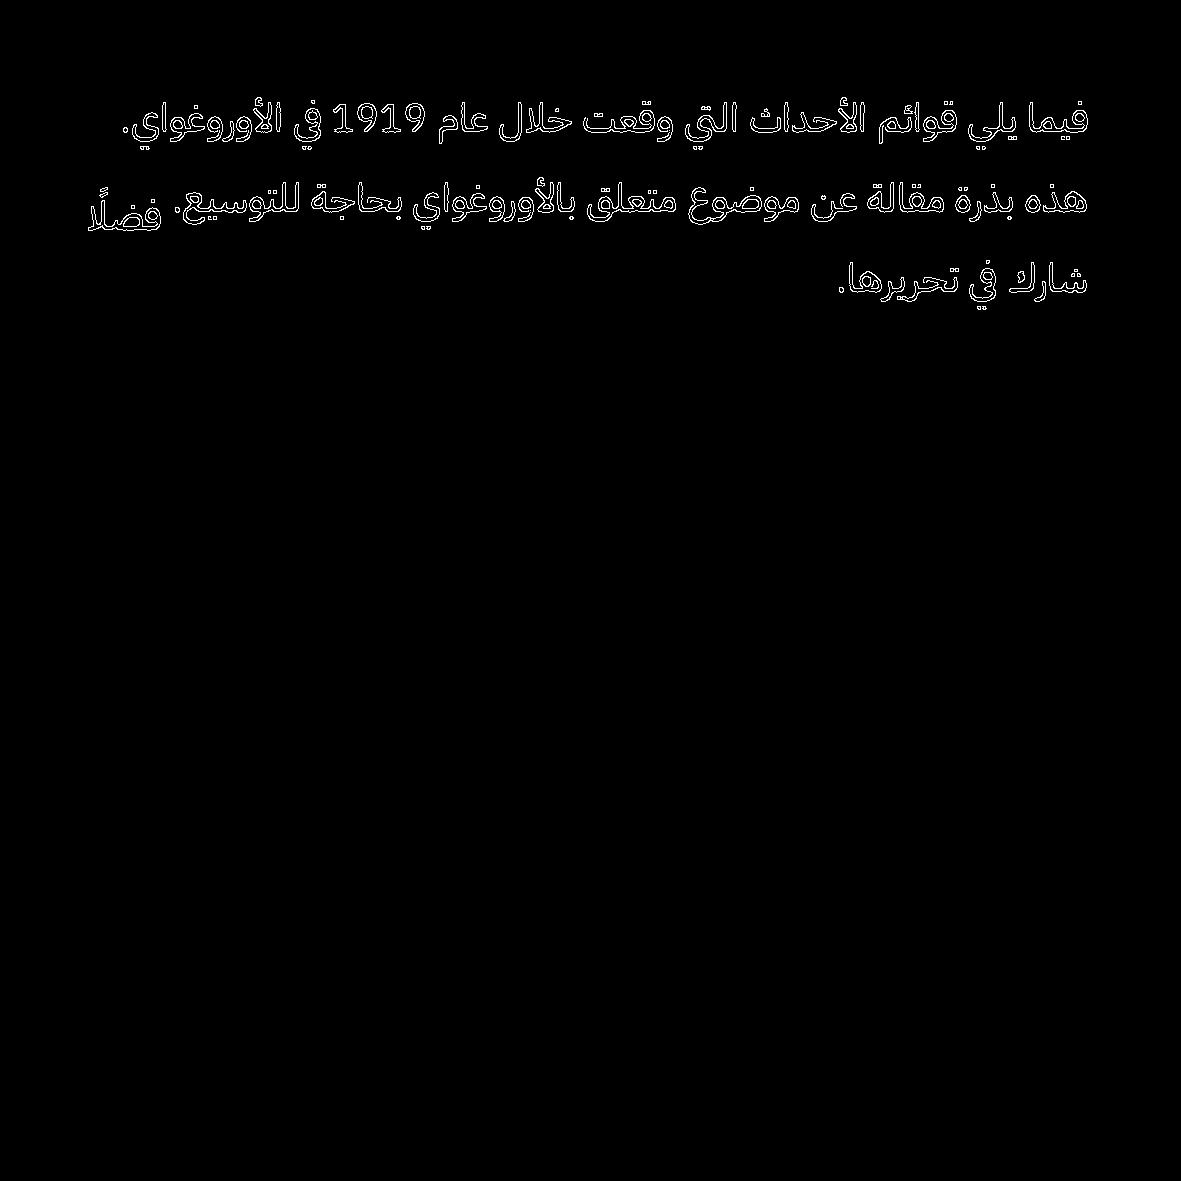 فيما يلي قوائم الأحداث التي وقعت خلال عام 1919 في الأوروغواي.
هذه بذرة مقالة عن موضوع متعلق بالأوروغواي بحاجة للتوسيع. فضلًا
شارك في تحريرها.